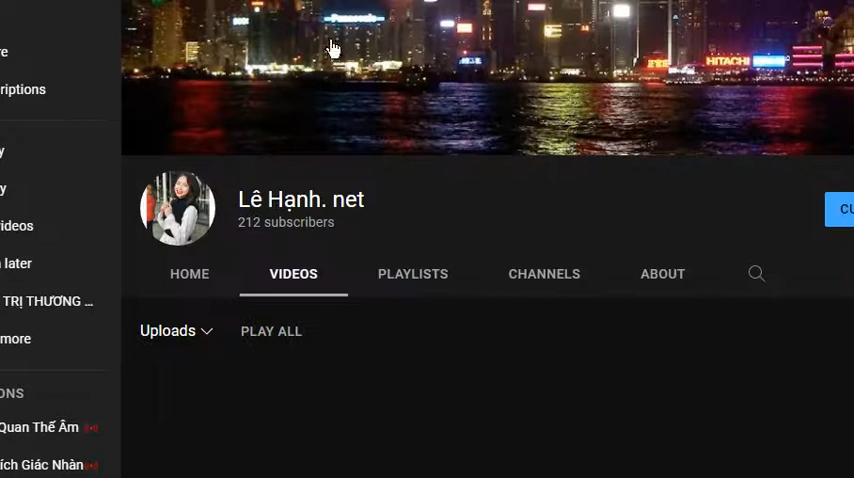 Panasonic
HITACHI
re
riptions
y
y
videos
later
TRỊ THƯƠNG ...
more
ONS
Quan Thế Âm
ích Giác Nhàn
Lê Hạnh. net
212 subscribers
CU
HOME VIDEOS PLAYLISTS CHANNELS ABOUT
Uploads PLAY ALL